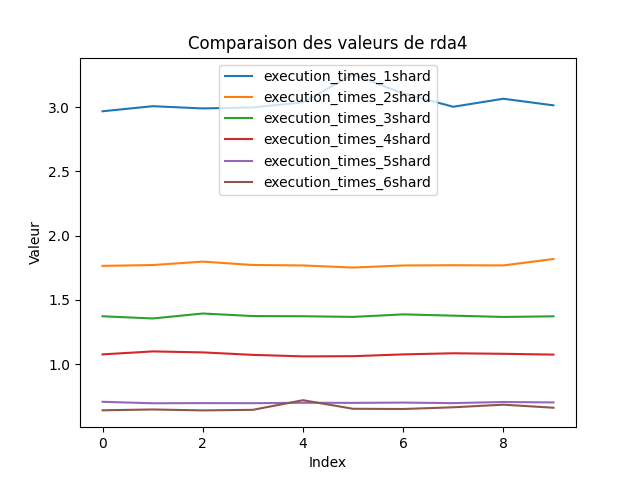 Comparaison des valeurs de rda4
execution_times_1shard
execution_times_2shard
execution_times_3shard
execution_times_4shard
execution_times_5shard
execution_times_6shard
3.0
2.5
2.0
1.5
1.0
Valeur
0 2 4 6 8
Index